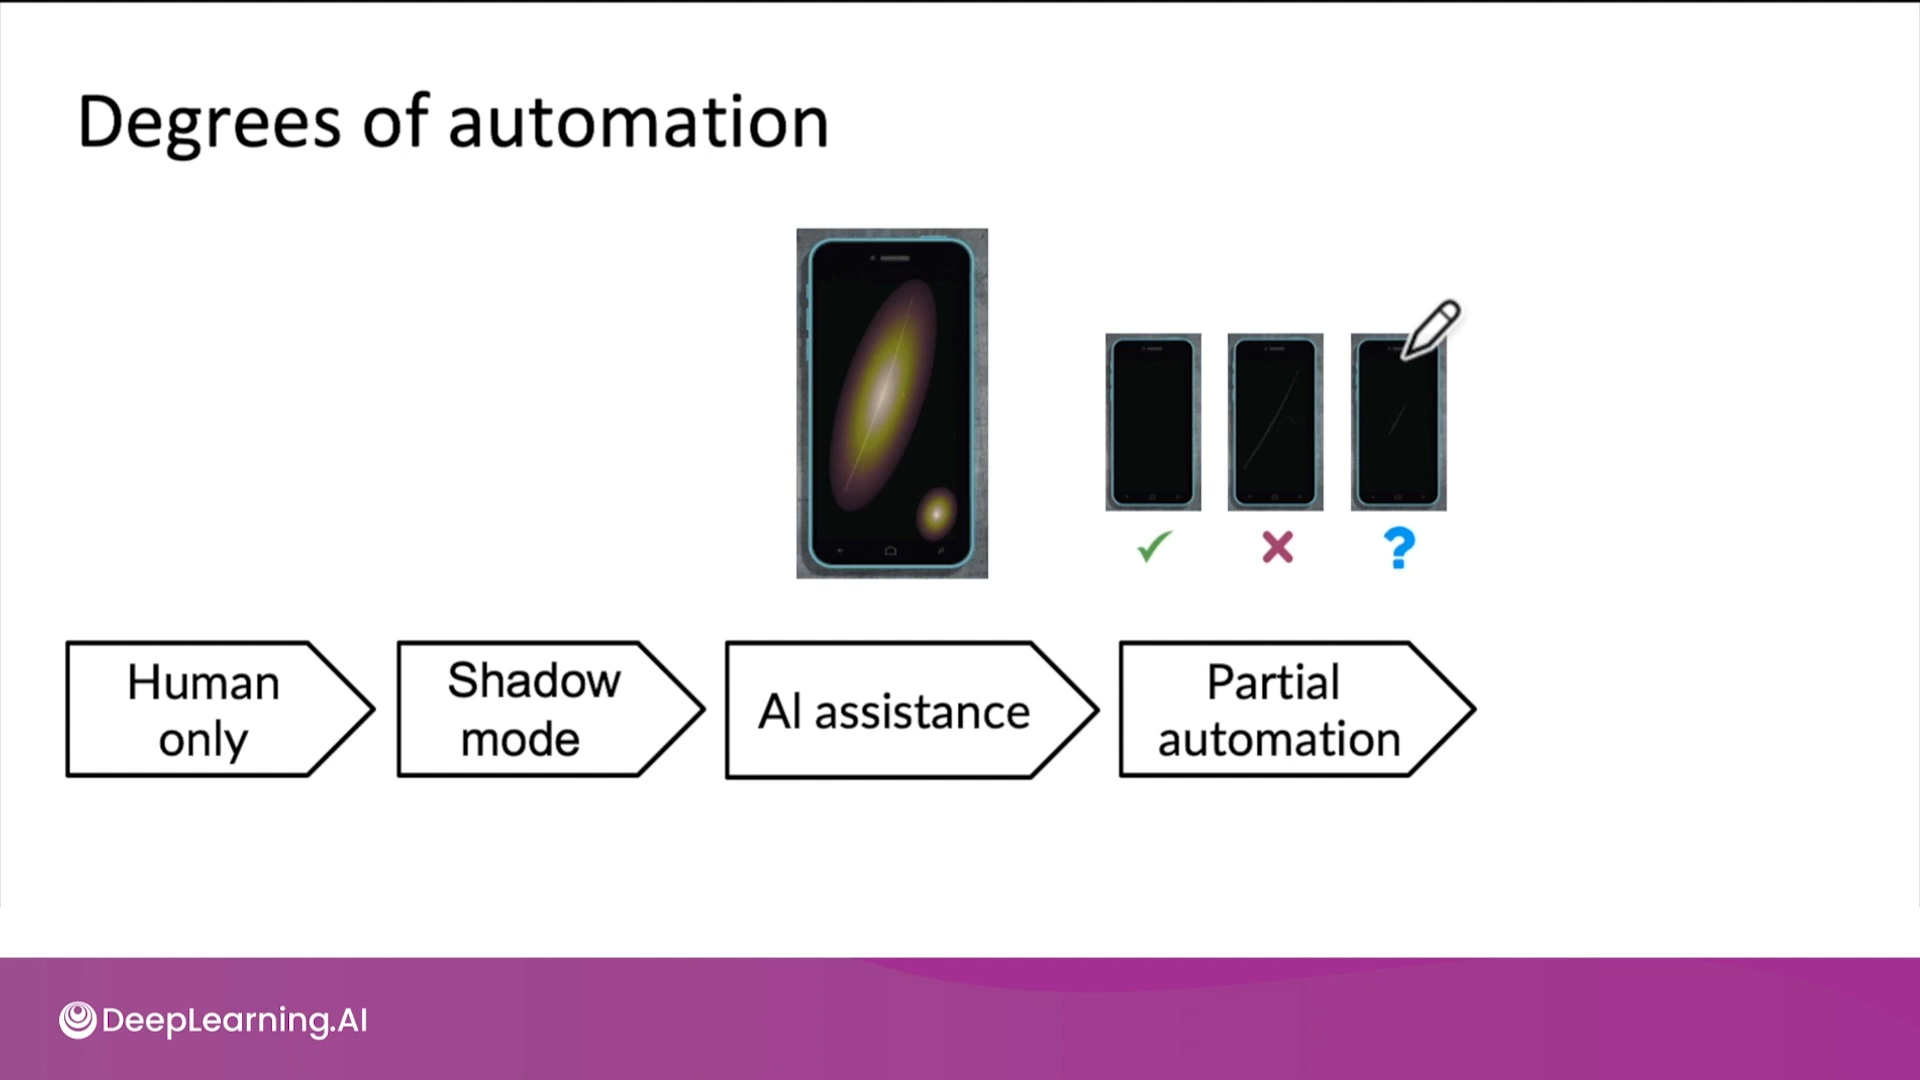 Degrees of automation
Human
only
Shadow
mode
AI assistance
Partial
automation
?
DeepLearning.AI